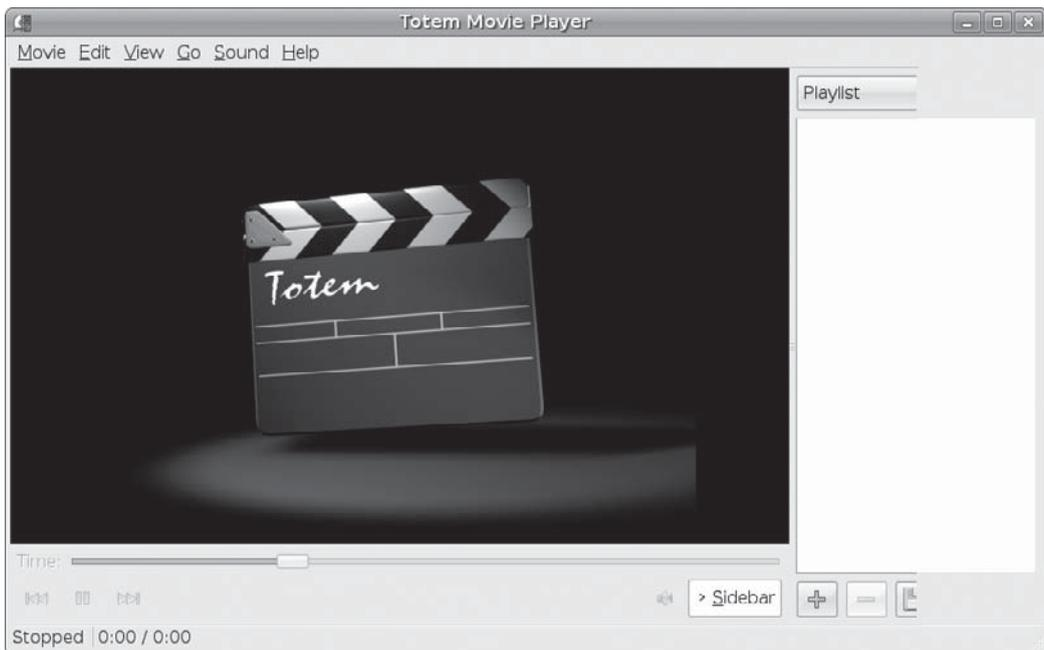 Totem Movie Player
Movie Edit View Go Sound Help
Playlist
Totem
Time:
> Sidebar
Stopped 0:00 / 0:00